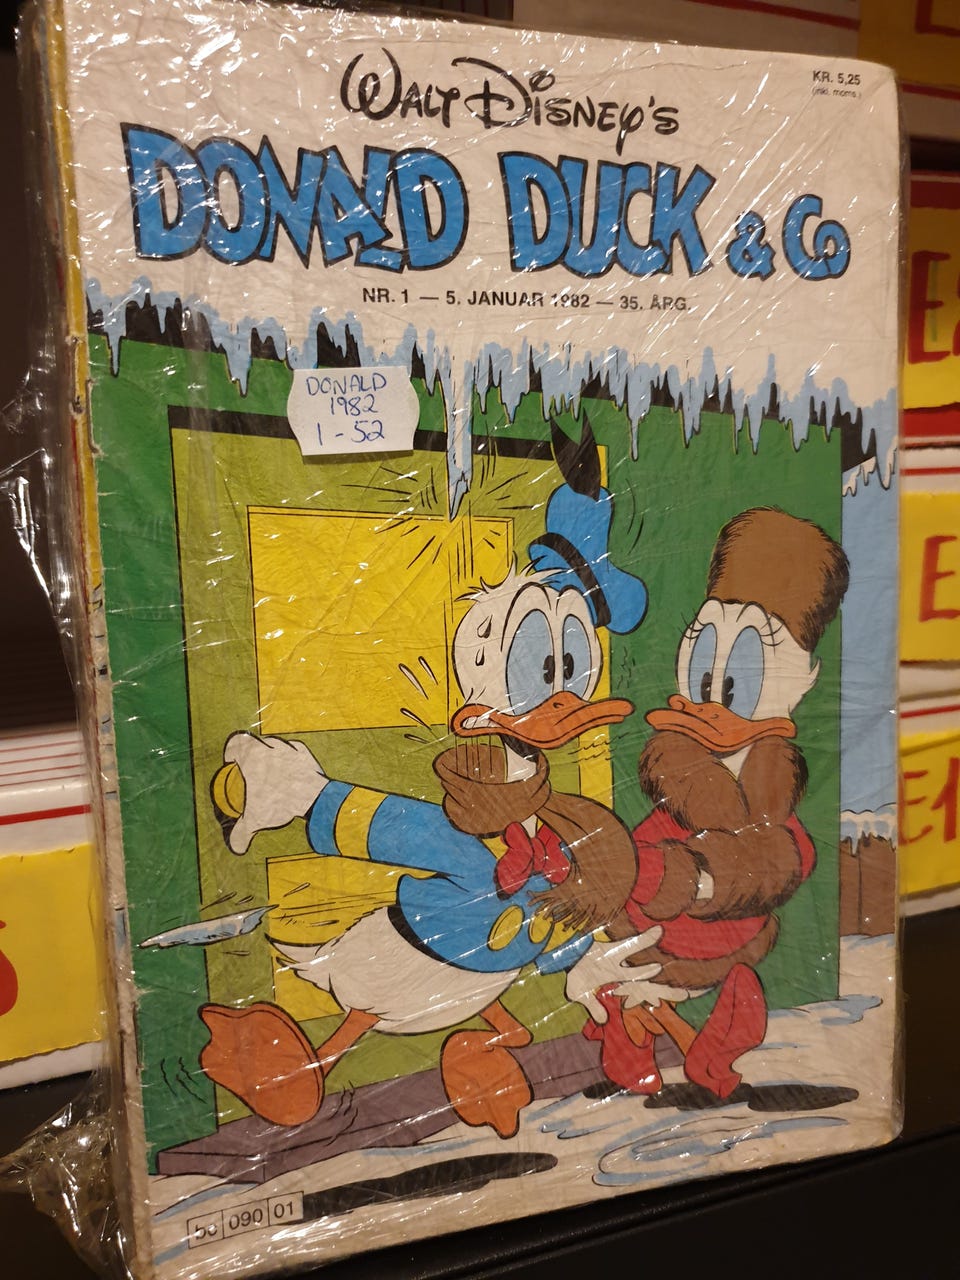 WALT DISNEY'S
KR. 5,25
(inkl. moms.)
DONALD DUCK & Co
NR. 1 — 5. JANUAR 1982 — 35. ÅRG.
DONALD
1982
1 - 52
E
E1
090 01